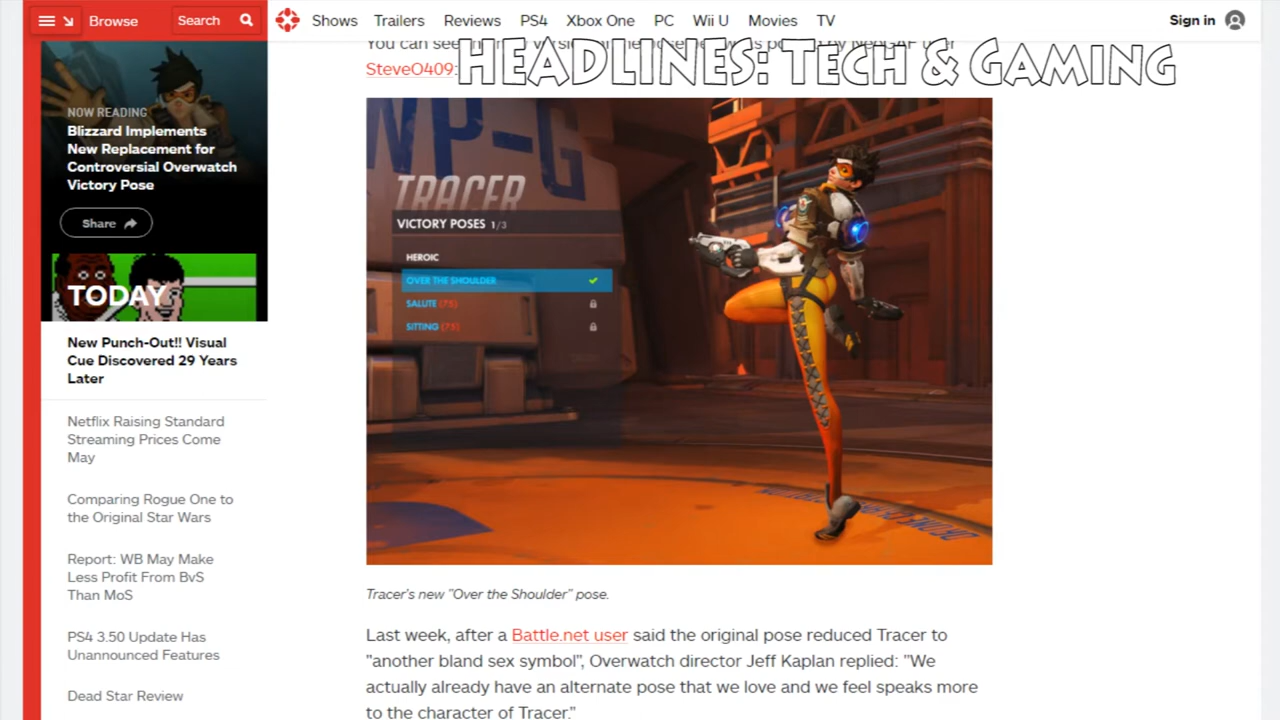 Browse
Search
Shows
Trailers
Reviews
PS4
Xbox One
PC
Wii U
Movies
TV
Sign in
HEADLINES: TECH & GAMING
NOW READING
Blizzard Implements
New Replacement for
Controversial Overwatch
Victory Pose
Share
TODAY
New Punch-Out!! Visual
Cue Discovered 29 Years
Later
Netflix Raising Standard
Streaming Prices Come
May
Comparing Rogue One to
the Original Star Wars
Report: WB May Make
Less Profit From BvS
Than MoS
PS4 3.50 Update Has
Unannounced Features
Dead Star Review
You can see
SteveO409:
WP-G
TRACER
VICTORY POSES 1/3
HEROIC
OVER THE SHOULDER
SALUTE (75)
SITTING (75)
Tracer's new "Over the Shoulder" pose.
Last week, after a Battle.net user said the original pose reduced Tracer to
"another bland sex symbol", Overwatch director Jeff Kaplan replied: "We
actually already have an alternate pose that we love and we feel speaks more
to the character of Tracer."